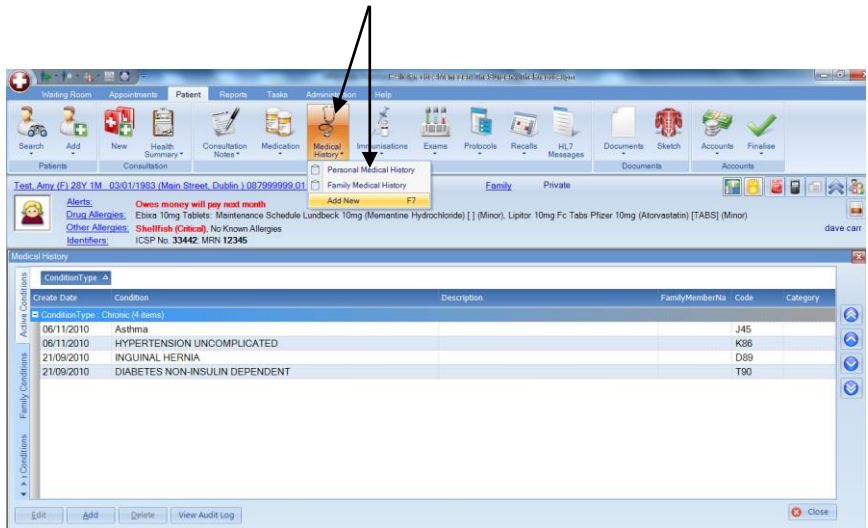 Waiting Room Appointments Patient Reports Tasks Administration Help
Search Add New Health Summary Consultation Notes Medication Medical History Immunisations Exams Protocols Recalls HL7 Messages Documents Sketch Accounts Finalise
Patients Consultation Documents Accounts
Personal Medical History
Family Medical History
Add New F7
Test, Amy (F) 28Y 1M 03/01/1983 (Main Street, Dublin ) 087999999,01 Family Private
Alerts: Owes money will pay next month
Drug Allergies: Ebixa 10mg Tablets: Maintenance Schedule Lundbeck 10mg (Memantine Hydrochloride) [ ] (Minor), Lipitor 10mg Fc Tabs Pfizer 10mg (Atorvastatin) [TABS] (Minor)
Other Allergies: Shellfish (Critical), No Known Allergies dave carr
Identifiers: ICSP No. 33442; MRN 12345
Medical History
Active Conditions
Family Conditions
Conditions
ConditionType
Create Date Condition Description FamilyMemberNa Code Category
ConditionType : Chronic (4 items)
06/11/2010 Asthma J45
06/11/2010 HYPERTENSION UNCOMPLICATED K86
21/09/2010 INGUINAL HERNIA D89
21/09/2010 DIABETES NON-INSULIN DEPENDENT T90
Edit Add Delete View Audit Log Close